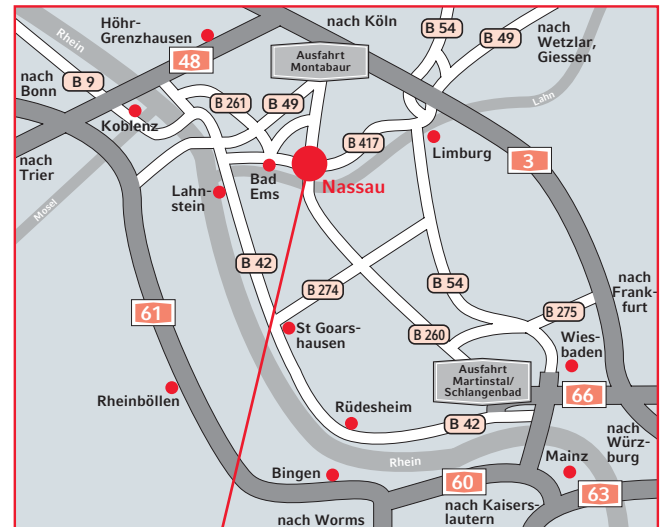 Höhr-
Grenzhausen
Rhein
nach Köln
B 54
B 49
nach
Wetzlar,
Giessen
48
Ausfahrt
Montabaur
nach
Bonn
B 9
B 261
B 49
Lahn
Koblenz
B 417
Limburg
3
nach
Trier
Bad
Ems
Nassau
Lahn-
stein
Mosel
B 42
B 274
B 54
nach
Frank-
furt
B 275
61
St Goars-
hausen
B 260
Wies-
baden
Ausfahrt
Martinstal/
Schlangenbad
Rheinböllen
66
Rüdesheim
B 42
nach
Würz-
burg
Rhein
Mainz
Bingen
60
63
nach Kaisers-
lautern
nach Worms